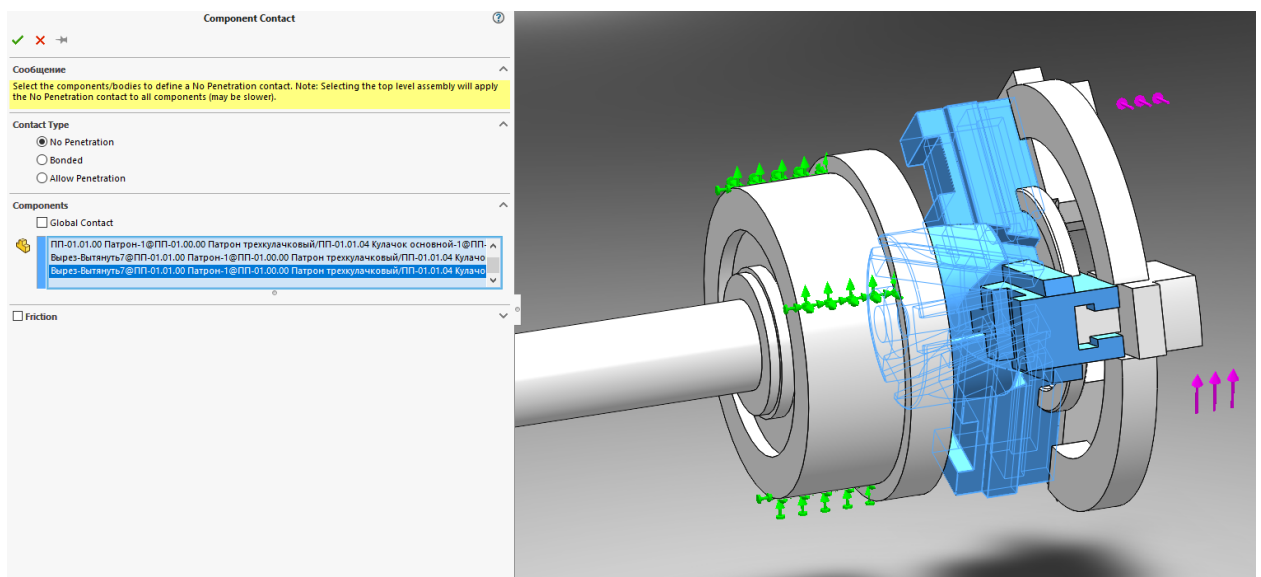 Component Contact
Сообщение
Select the components/bodies to define a No Penetration contact. Note: Selecting the top level assembly will apply
the No Penetration contact to all components (may be slower).
Contact Type
No Penetration
Bonded
Allow Penetration
Components
Global Contact
ПП-01.01.00 Патрон-1@ПП-01.00.00 Патрон трехкулачковый/ПП-01.01.04 Кулачок основной-1@ПП-
Вырез-Вытянуть7@ПП-01.01.00 Патрон-1@ПП-01.00.00 Патрон трехкулачковый/ПП-01.01.04 Кулачо
Вырез-Вытянуть7@ПП-01.01.00 Патрон-1@ПП-01.00.00 Патрон трехкулачковый/ПП-01.01.04 Кулачо
Friction